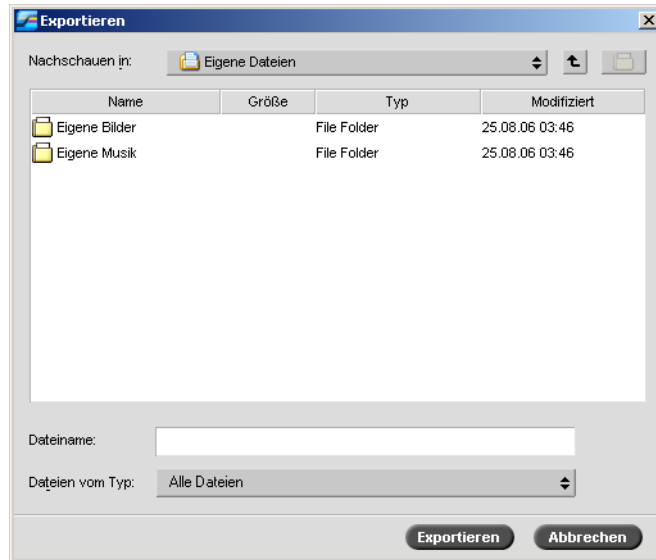 Exportieren
Nachschauen in: Eigene Dateien
Name Größe Typ Modifiziert
Eigene Bilder File Folder 25.08.06 03:46
Eigene Musik File Folder 25.08.06 03:46
Dateiname:
Dateien vom Typ: Alle Dateien
Exportieren Abbrechen